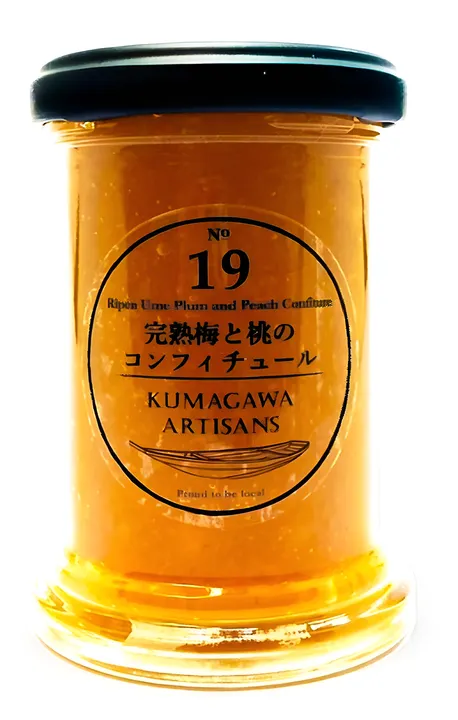 No
19
Ripen Ume Plum and Peach Confiture
完熟梅と桃の
コンフィチュール
KUMAGAWA
ARTISANS
Proud to be local